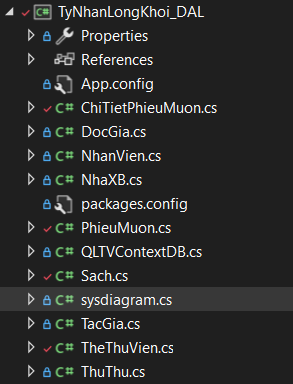 TyNhanLongKhoi_DAL
Properties
References
App.config
ChiTietPhieuMuon.cs
DocGia.cs
NhanVien.cs
NhaXB.cs
packages.config
PhieuMuon.cs
QLTVContextDB.cs
Sach.cs
sysdiagram.cs
TacGia.cs
TheThuVien.cs
ThuThu.cs